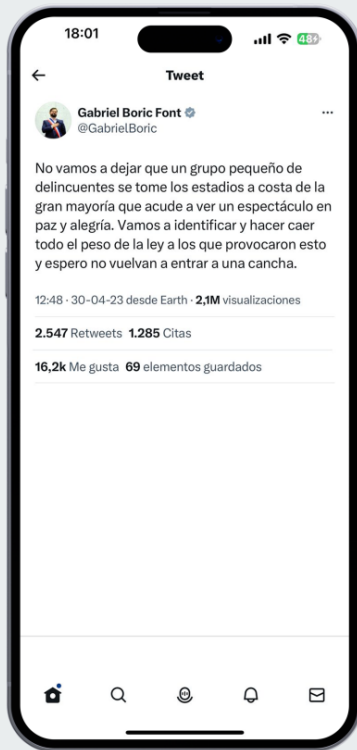 18:01
48
Tweet
Gabriel Boric Font
@GabrielBoric
No vamos a dejar que un grupo pequeño de
delincuentes se tome los estadios a costa de la
gran mayoría que acude a ver un espectáculo en
paz y alegría. Vamos a identificar y hacer caer
todo el peso de la ley a los que provocaron esto
y espero no vuelvan a entrar a una cancha.
12:48 · 30-04-23 desde Earth · 2,1M visualizaciones
2.547 Retweets 1.285 Citas
16,2k Me gusta 69 elementos guardados